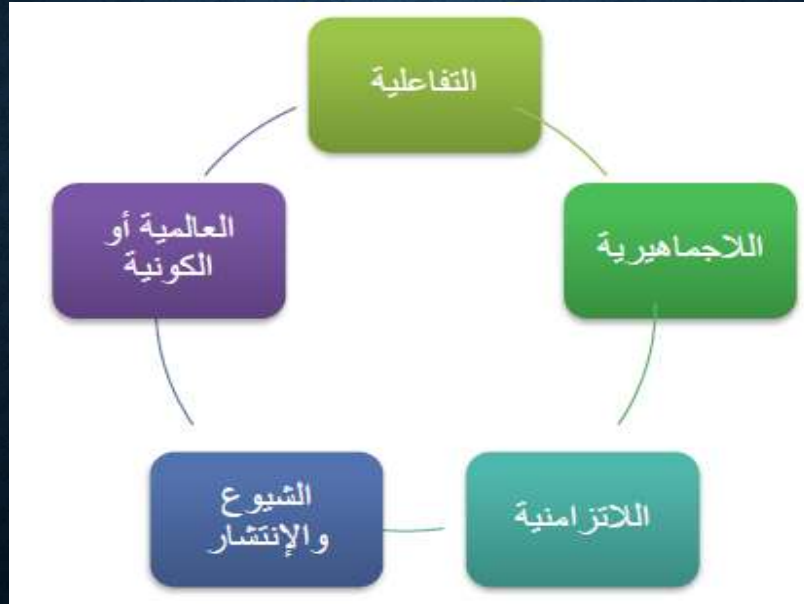 التفاعلية
اللاجماهيرية
اللاتزامنية
الشيوع
والإنتشار
العالمية أو
الكونية